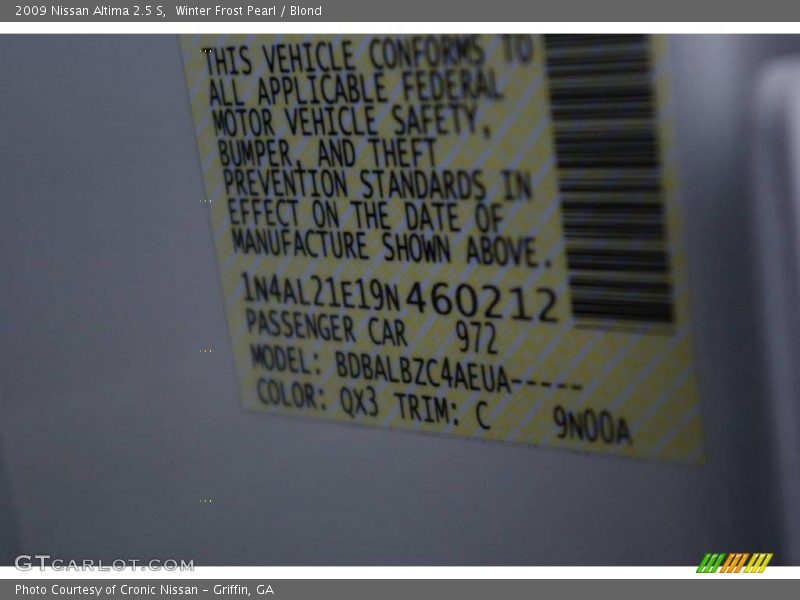 2009 Nissan Altima 2.5 S, Winter Frost Pearl / Blond
THIS VEHICLE CONFORMS TO
ALL APPLICABLE FEDERAL
MOTOR VEHICLE SAFETY,
BUMPER, AND THEFT
PREVENTION STANDARDS IN
EFFECT ON THE DATE OF
MANUFACTURE SHOWN ABOVE.
1N4AL21E19N460212
PASSENGER CAR 972
MODEL: BDBALBZC4AEUA-----
COLOR: QX3 TRIM: C 9N00A
GTCARLOT.COM
Photo Courtesy of Cronic Nissan - Griffin, GA